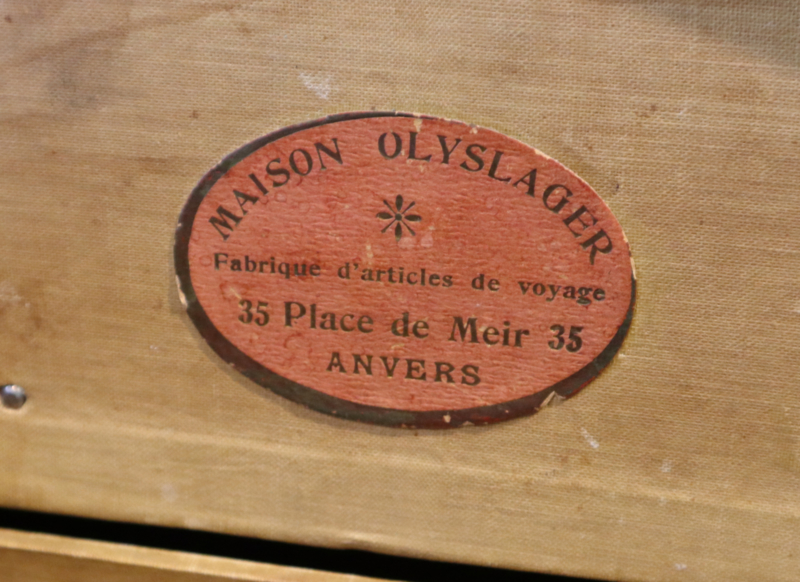 MAISON OLYSLAGER
Fabrique d'articles de voyage
35 Place de Meir 35
ANVERS